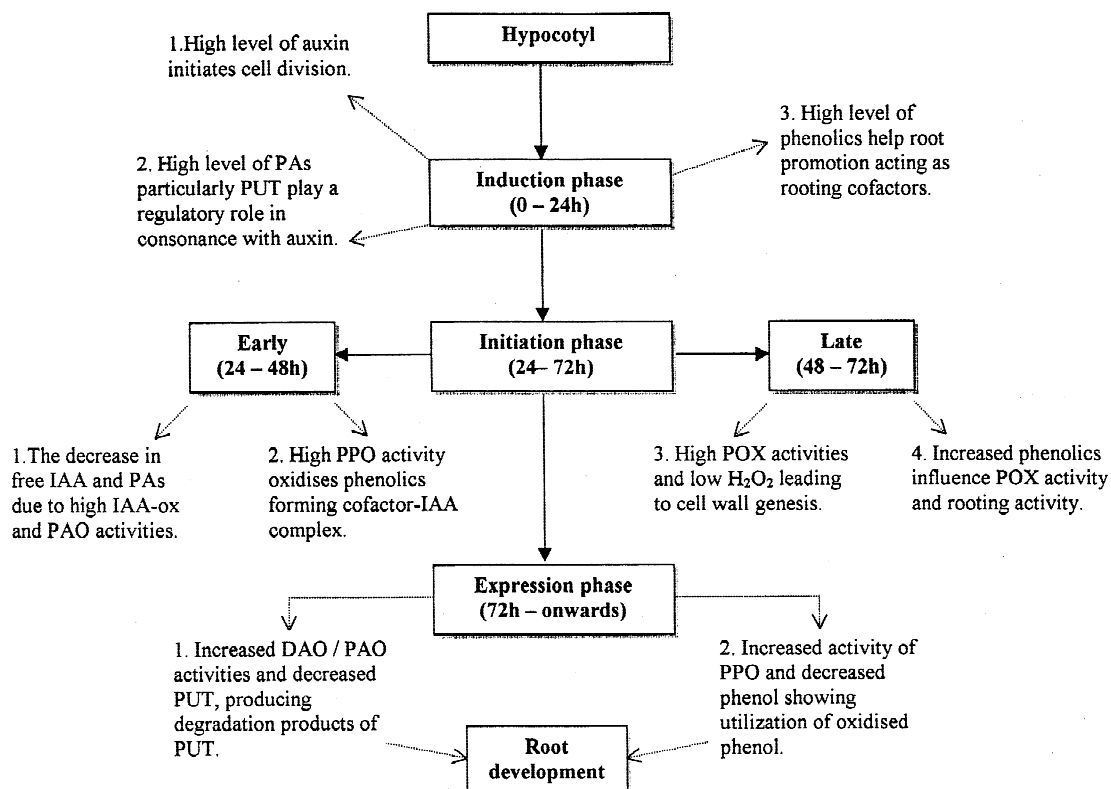 Hypocotyl
1.High level of auxin
initiates cell division.
3. High level of
phenolics help root
promotion acting as
rooting cofactors.
2. High level of PAs
particularly PUT play a
regulatory role in
consonance with auxin.
Induction phase
(0 – 24h)
Early
(24 – 48h)
Initiation phase
(24– 72h)
Late
(48 – 72h)
1.The decrease in
free IAA and PAs
due to high IAA-ox
and PAO activities.
2. High PPO activity
oxidises phenolics
forming cofactor-IAA
complex.
3. High POX activities
and low H₂O₂ leading
to cell wall genesis.
4. Increased phenolics
influence POX activity
and rooting activity.
Expression phase
(72h – onwards)
1. Increased DAO / PAO
activities and decreased
PUT, producing
degradation products of
PUT.
2. Increased activity of
PPO and decreased
phenol showing
utilization of oxidised
phenol.
Root
development